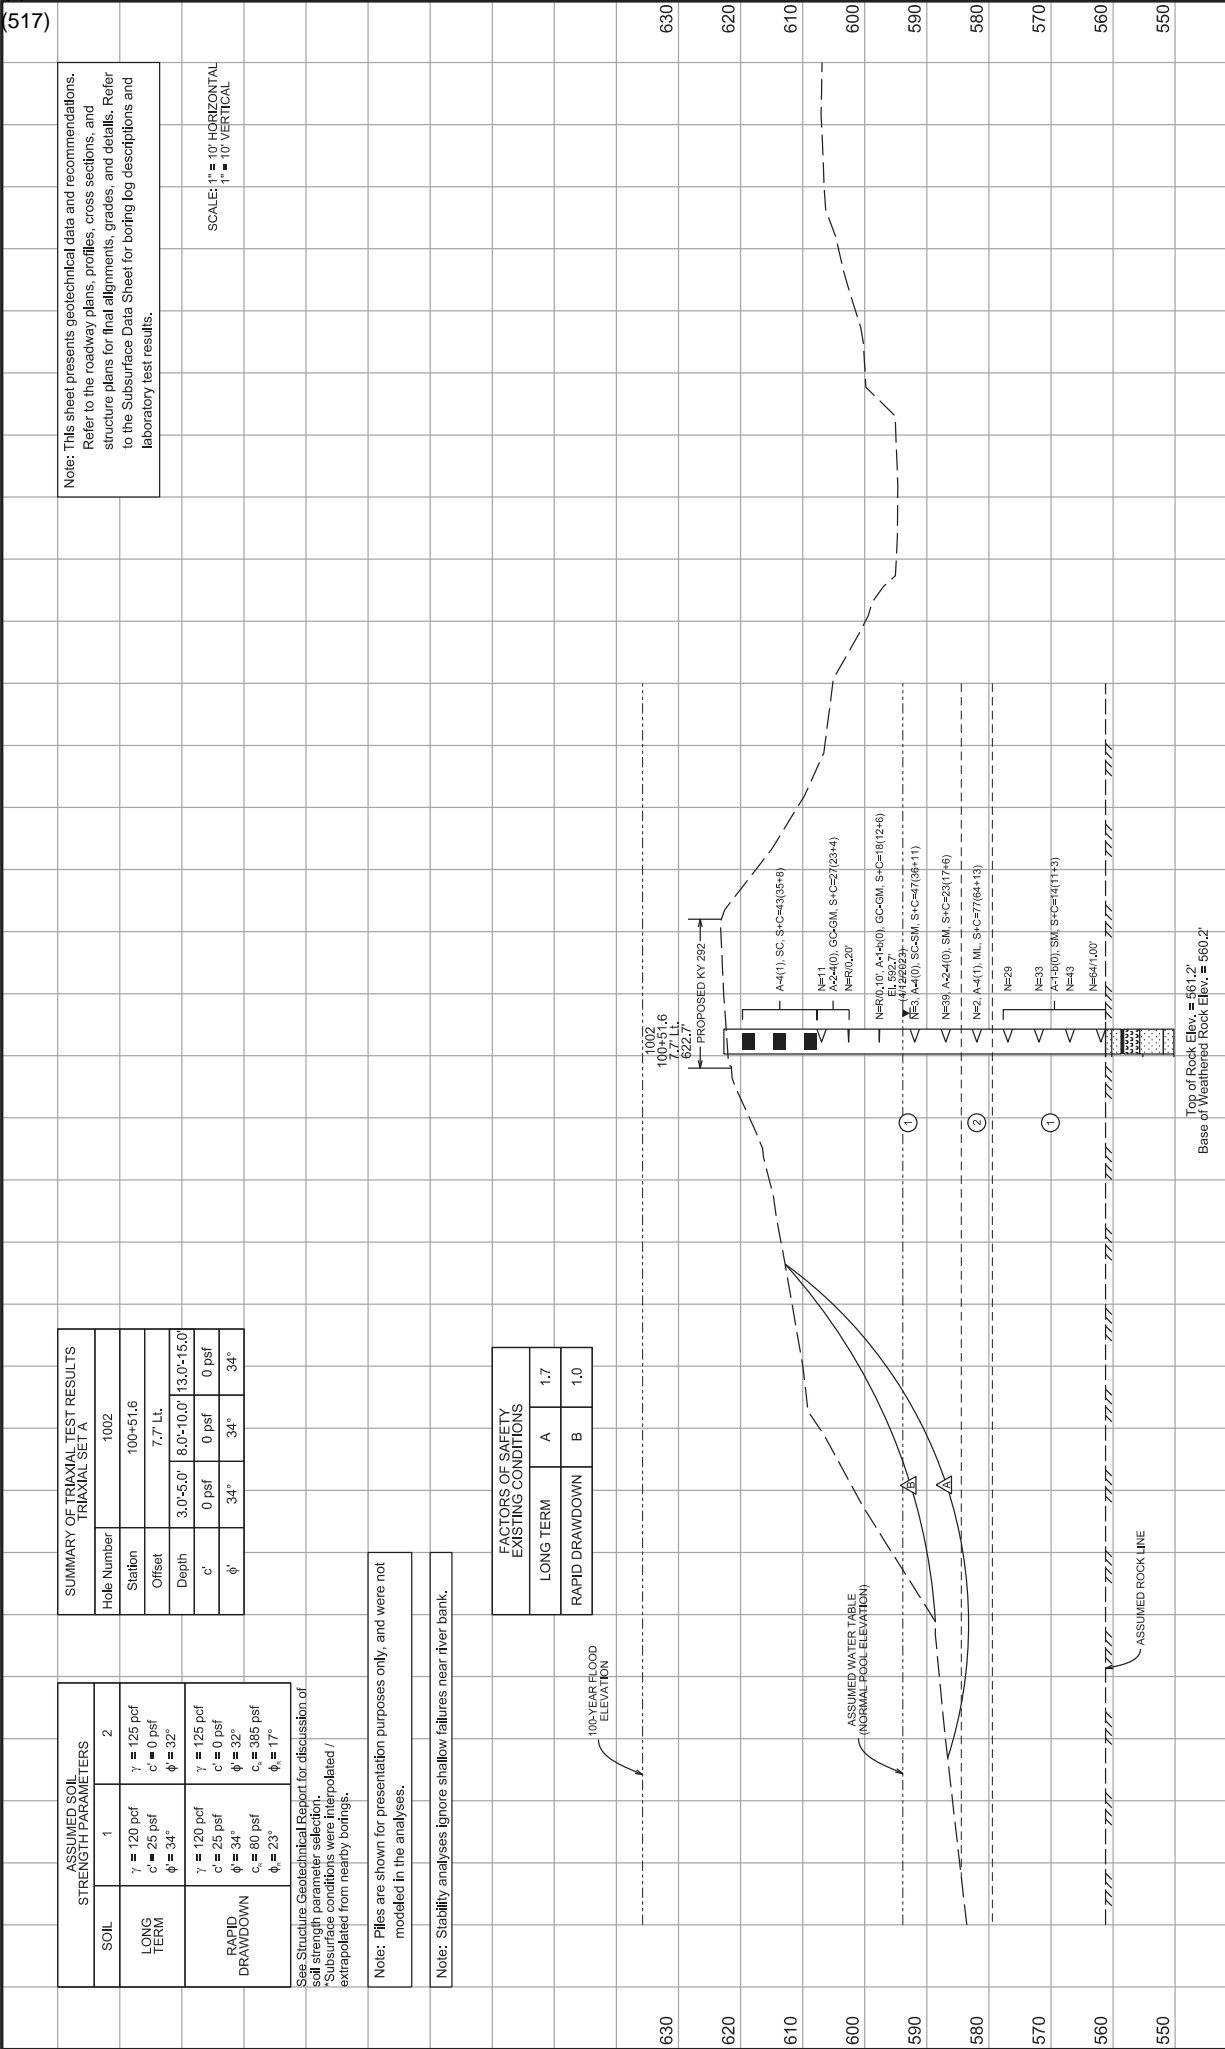 (517)
Note: This sheet presents geotechnical data and recommendations.
Refer to the roadway plans, profiles, cross sections, and
structure plans for final alignments, grades, and details. Refer
to the Subsurface Data Sheet for boring log descriptions and
laboratory test results.
SCALE: 1" = 10' HORIZONTAL
1" = 10' VERTICAL
ASSUMED SOIL
STRENGTH PARAMETERS
SOIL 1 2
LONG
TERM
γ = 120 pcf
c' = 25 psf
ϕ' = 34°
γ = 125 pcf
c' = 0 psf
ϕ' = 32°
RAPID
DRAWDOWN
γ = 120 pcf
c' = 25 psf
ϕ' = 34°
cR = 80 psf
ϕR = 23°
γ = 125 pcf
c' = 0 psf
ϕ' = 32°
cR = 385 psf
ϕR = 17°
See Structure Geotechnical Report for discussion of
soil strength parameter selection.
*Subsurface conditions were interpolated /
extrapolated from nearby borings.
Note: Piles are shown for presentation purposes only, and were not
modeled in the analyses.
Note: Stability analyses ignore shallow failures near river bank.
SUMMARY OF TRIAXIAL TEST RESULTS
TRIAXIAL SET A
Hole Number 1002
Station 100+51.6
Offset 7.7' Lt.
Depth 3.0'-5.0' 8.0'-10.0' 13.0'-15.0'
c' 0 psf 0 psf 0 psf
ϕ' 34° 34° 34°
FACTORS OF SAFETY
EXISTING CONDITIONS
LONG TERM A 1.7
RAPID DRAWDOWN B 1.0
630
620
610
600
590
580
570
560
550
630
620
610
600
590
580
570
560
550
100-YEAR FLOOD
ELEVATION
ASSUMED WATER TABLE
(NORMAL POOL ELEVATION)
ASSUMED ROCK LINE
B
A
1
2
1
1002
100+51.6
7.7' Lt.
622.7'
PROPOSED KY 292
A-4(1), SC, S+C=43(35+8)
N=11
A-2-4(0), GC-GM, S+C=27(23+4)
N=R/0.20'
N=R/0.10', A-1-b(0), GC-GM, S+C=18(12+6)
El. 592.7'
(4/12/2023)
N=3, A-4(0), SC-SM, S+C=47(36+11)
N=39, A-2-4(0), SM, S+C=23(17+6)
N=2, A-4(1), ML, S+C=77(64+13)
N=29
N=33
A-1-b(0), SM, S+C=14(11+3)
N=43
N=64/1.00'
Top of Rock Elev. = 561.2'
Base of Weathered Rock Elev. = 560.2'